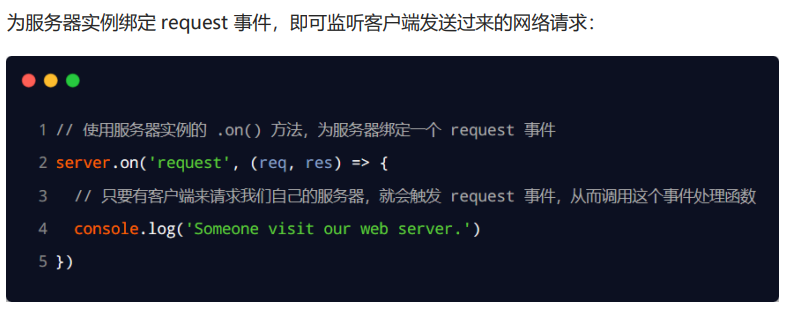 为服务器实例绑定 request 事件，即可监听客户端发送过来的网络请求：
1 // 使用服务器实例的 .on() 方法，为服务器绑定一个 request 事件
2 server.on('request', (req, res) => {
3   // 只要有客户端来请求我们自己的服务器，就会触发 request 事件，从而调用这个事件处理函数
4   console.log('Someone visit our web server.')
5 })